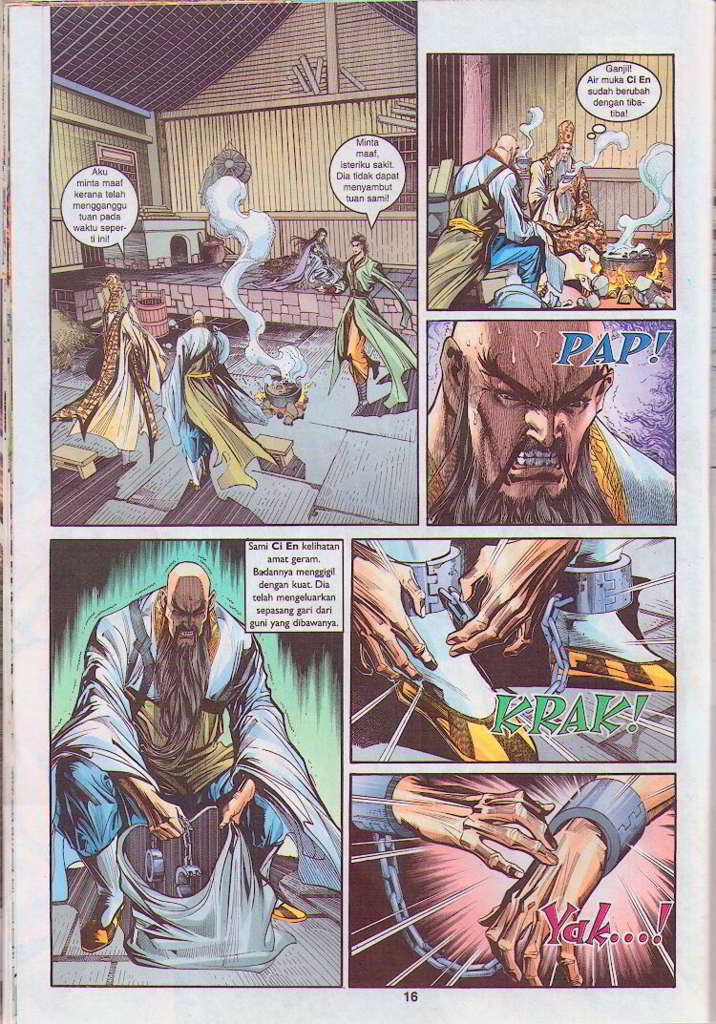 Aku
minta maaf
kerana telah
mengganggu
tuan pada
waktu seper-
ti ini!
Minta
maaf,
isteriku sakit.
Dia tidak dapat
menyambut
tuan sami!
Ganjil!
Air muka Ci En
sudah berubah
dengan tiba-
tiba!
PAP!
Sami Ci En kelihatan
amat geram.
Badannya menggigil
dengan kuat. Dia
telah mengeluarkan
sepasang gari dari
guni yang dibawanya.
KRAK!
Yak....!
16